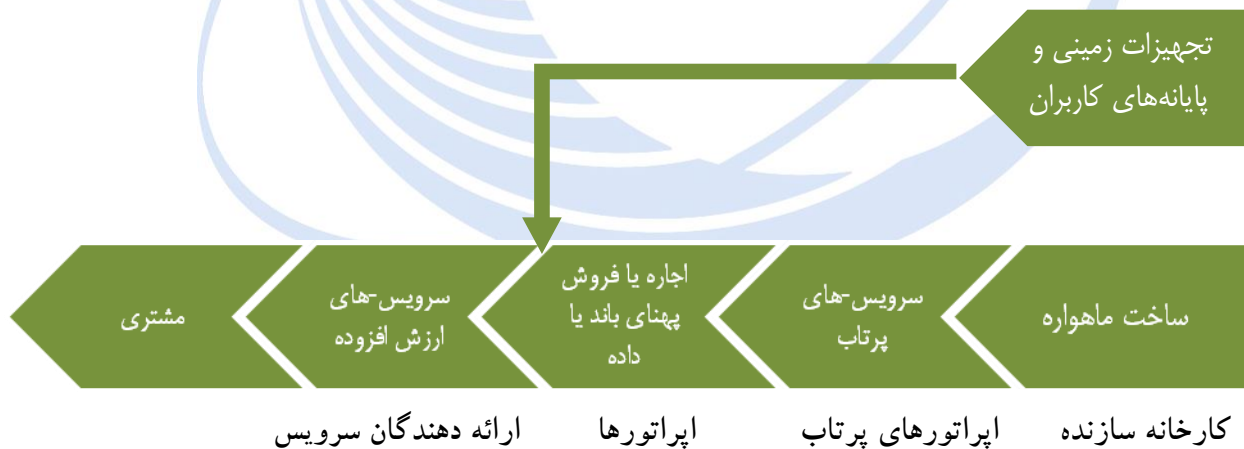 تجهیزات زمینی و
پایانه‌های کاربران
ساخت ماهواره
سرویس-های
پرتاب
اجاره یا فروش
پهنای باند یا
داده
سرویس-های
ارزش افزوده
مشتری
کارخانه سازنده
اپراتورهای پرتاب
اپراتورها
ارائه دهندگان سرویس